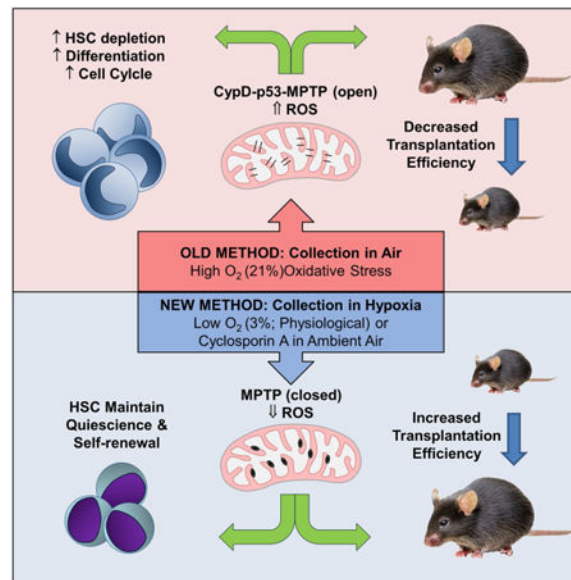 ↑ HSC depletion
↑ Differentiation
↑ Cell Cylcle
CypD-p53-MPTP (open)
⇑ ROS
Decreased
Transplantation
Efficiency
OLD METHOD: Collection in Air
High O₂ (21%)Oxidative Stress
NEW METHOD: Collection in Hypoxia
Low O₂ (3%; Physiological) or
Cyclosporin A in Ambient Air
HSC Maintain
Quiescience &
Self-renewal
MPTP (closed)
⇓ ROS
Increased
Transplantation
Efficiency